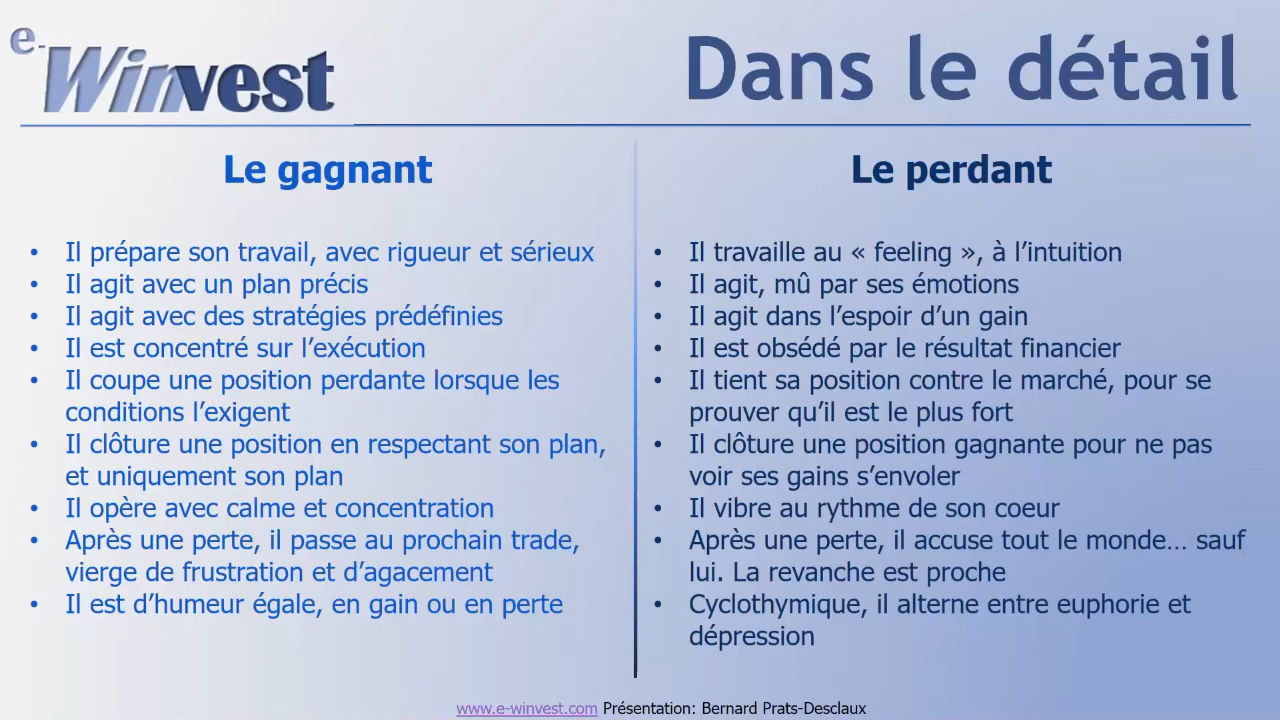 e-Winvest
Dans le détail
Le gagnant
• Il prépare son travail, avec rigueur et sérieux
• Il agit avec un plan précis
• Il agit avec des stratégies prédéfinies
• Il est concentré sur l’exécution
• Il coupe une position perdante lorsque les
conditions l’exigent
• Il clôture une position en respectant son plan,
et uniquement son plan
• Il opère avec calme et concentration
• Après une perte, il passe au prochain trade,
vierge de frustration et d’agacement
• Il est d’humeur égale, en gain ou en perte
Le perdant
• Il travaille au « feeling », à l’intuition
• Il agit, mû par ses émotions
• Il agit dans l’espoir d’un gain
• Il est obsédé par le résultat financier
• Il tient sa position contre le marché, pour se
prouver qu’il est le plus fort
• Il clôture une position gagnante pour ne pas
voir ses gains s’envoler
• Il vibre au rythme de son coeur
• Après une perte, il accuse tout le monde… sauf
lui. La revanche est proche
• Cyclothymique, il alterne entre euphorie et
dépression
www.e-winvest.com Présentation: Bernard Prats-Desclaux